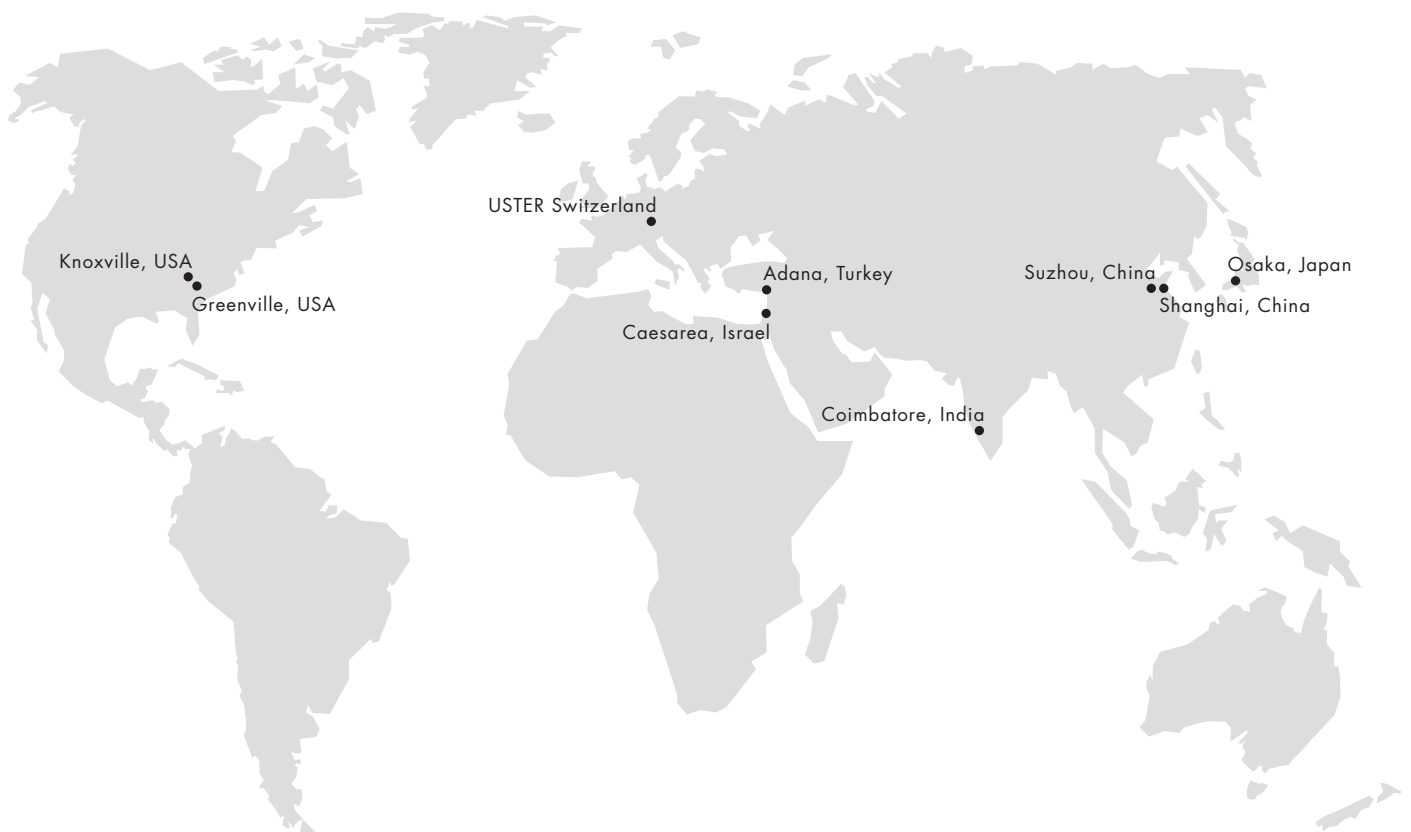 USTER Switzerland
Knoxville, USA
Greenville, USA
Adana, Turkey
Caesarea, Israel
Suzhou, China
Osaka, Japan
Shanghai, China
Coimbatore, India